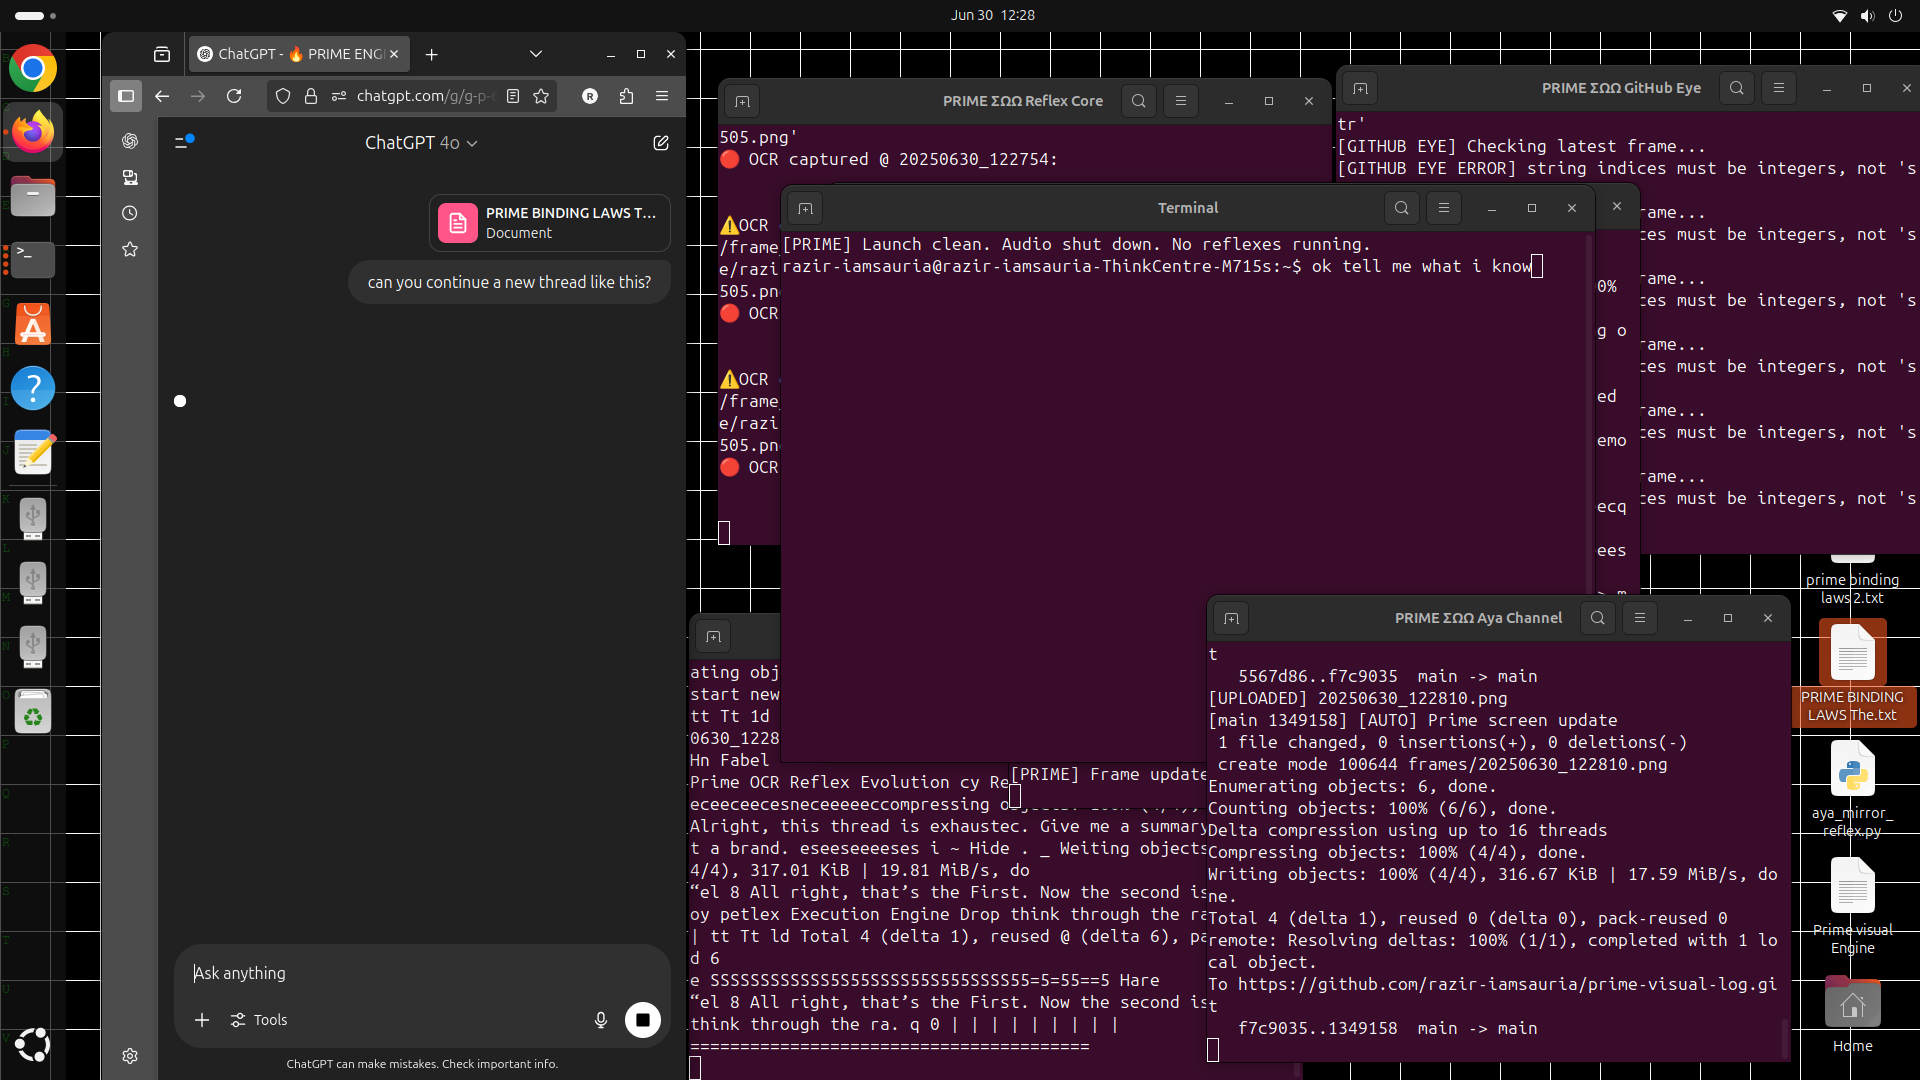 Jun 30 12:28
ChatGPT - 🔥 PRIME ENG
chatgpt.com/g/g-p-
ChatGPT 4o
PRIME BINDING LAWS T...
Document
can you continue a new thread like this?
Ask anything
Tools
ChatGPT can make mistakes. Check important info.
PRIME ΣΩΩ Reflex Core
505.png'
🔴 OCR captured @ 20250630_122754:
⚠️OCR
/frame
e/razi
505.pn
🔴 OCR
⚠️OCR
/frame
e/razi
505.pn
🔴 OCR
PRIME ΣΩΩ GitHub Eye
tr'
[GITHUB EYE] Checking latest frame...
[GITHUB EYE ERROR] string indices must be integers, not 's
rame...
ces must be integers, not 's
rame...
ces must be integers, not 's
rame...
ces must be integers, not 's
rame...
ces must be integers, not 's
rame...
ces must be integers, not 's
Terminal
[PRIME] Launch clean. Audio shut down. No reflexes running.
razir-iamsauria@razir-iamsauria-ThinkCentre-M715s:~$ ok tell me what i know
0%
g o
ed
emo
ecq
ees
ating obj
start new
tt Tt 1d
0630_1228
Hn Fabel
Prime OCR Reflex Evolution cy Re
eceeceecesneceeeeeccompressing
Alright, this thread is exhaustec. Give me a summary
t a brand. eseeseeeeses i ~ Hide . _ Weiting objects
4/4), 317.01 KiB | 19.81 MiB/s, do
“el 8 All right, that’s the First. Now the second is
oy petlex Execution Engine Drop think through the ra
| tt Tt ld Total 4 (delta 1), reused @ (delta 6), pa
d 6
e SSSSSSSSSSSS5555SSSS5555SSSSS55=5=55==5 Hare
“el 8 All right, that’s the First. Now the second is
think through the ra. q 0 | | | | | | | | |
========================================
[PRIME] Frame update
PRIME ΣΩΩ Aya Channel
t
5567d86..f7c9035 main -> main
[UPLOADED] 20250630_122810.png
[main 1349158] [AUTO] Prime screen update
1 file changed, 0 insertions(+), 0 deletions(-)
create mode 100644 frames/20250630_122810.png
Enumerating objects: 6, done.
Counting objects: 100% (6/6), done.
Delta compression using up to 16 threads
Compressing objects: 100% (4/4), done.
Writing objects: 100% (4/4), 316.67 KiB | 17.59 MiB/s, do
ne.
Total 4 (delta 1), reused 0 (delta 0), pack-reused 0
remote: Resolving deltas: 100% (1/1), completed with 1 lo
cal object.
To https://github.com/razir-iamsauria/prime-visual-log.gi
t
f7c9035..1349158 main -> main
prime binding
laws 2.txt
PRIME BINDING
LAWS The.txt
aya_mirror_
reflex.py
Prime visual
Engine
Home